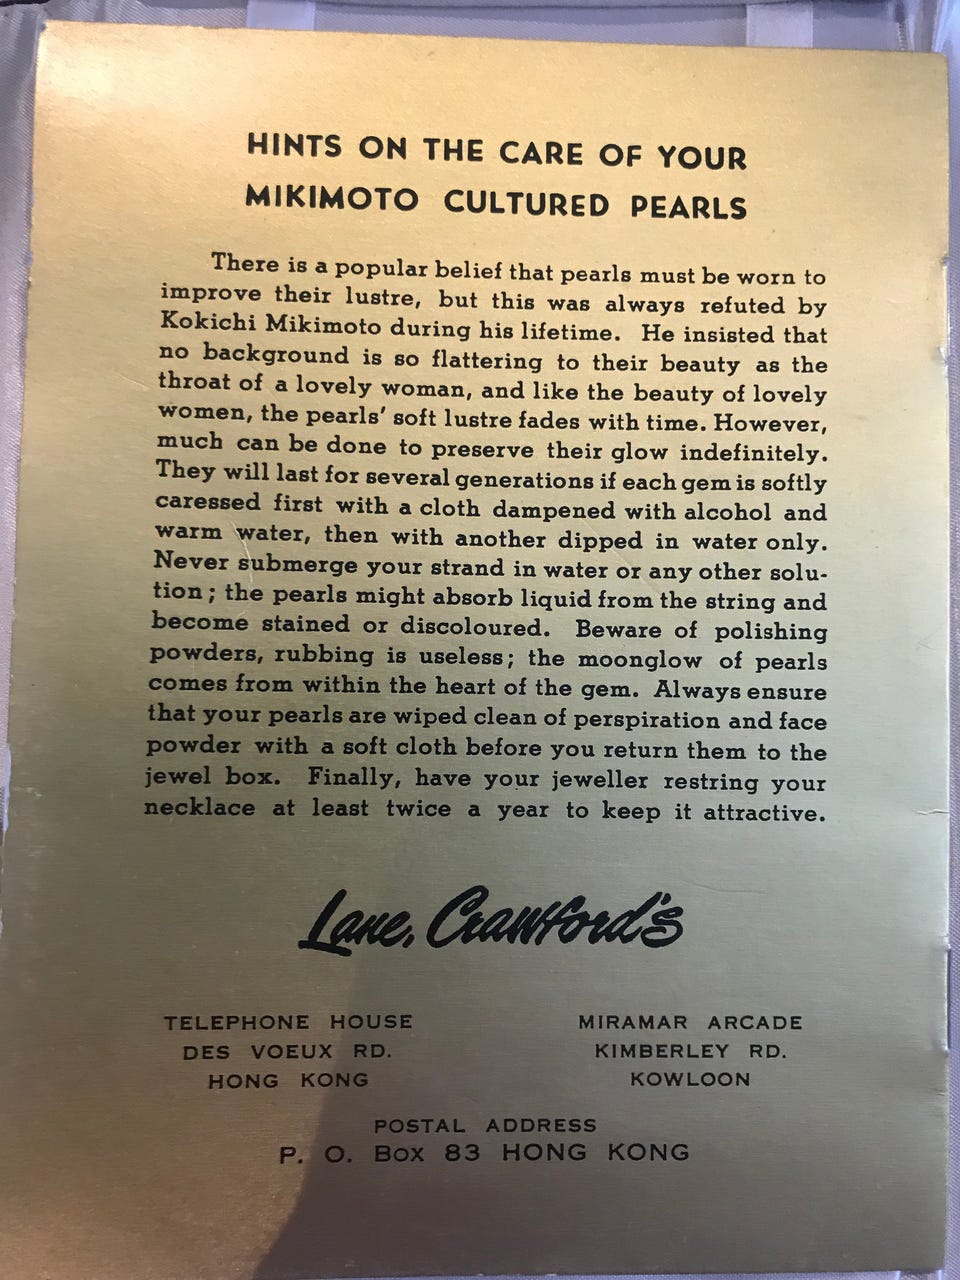 HINTS ON THE CARE OF YOUR
MIKIMOTO CULTURED PEARLS
There is a popular belief that pearls must be worn to
improve their lustre, but this was always refuted by
Kokichi Mikimoto during his lifetime. He insisted that
no background is so flattering to their beauty as the
throat of a lovely woman, and like the beauty of lovely
women, the pearls' soft lustre fades with time. However,
much can be done to preserve their glow indefinitely.
They will last for several generations if each gem is softly
caressed first with a cloth dampened with alcohol and
warm water, then with another dipped in water only.
Never submerge your strand in water or any other solu-
tion; the pearls might absorb liquid from the string and
become stained or discoloured. Beware of polishing
powders, rubbing is useless; the moonglow of pearls
comes from within the heart of the gem. Always ensure
that your pearls are wiped clean of perspiration and face
powder with a soft cloth before you return them to the
jewel box. Finally, have your jeweller restring your
necklace at least twice a year to keep it attractive.
Lane, Crawford's
TELEPHONE HOUSE
DES VOEUX RD.
HONG KONG
MIRAMAR ARCADE
KIMBERLEY RD.
KOWLOON
POSTAL ADDRESS
P. O. Box 83 HONG KONG